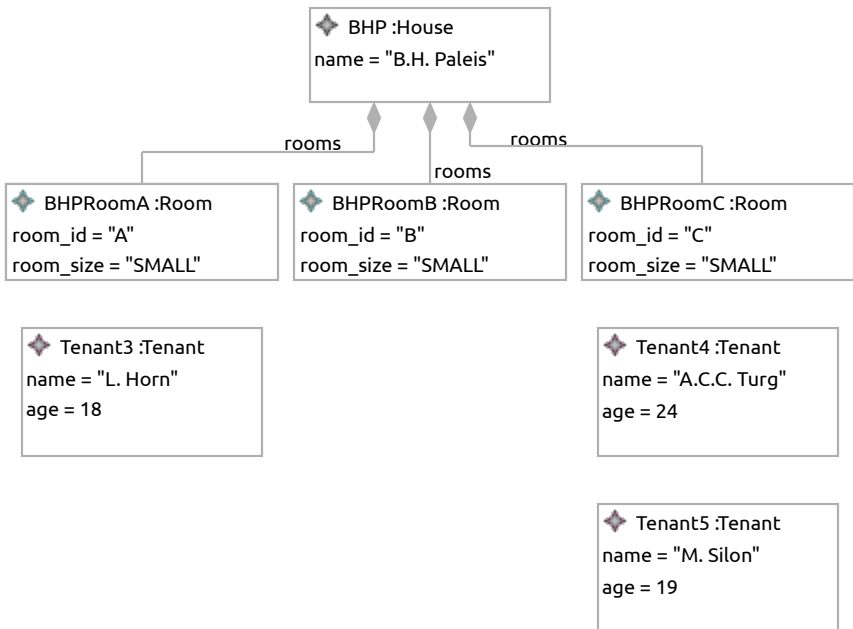 BHP :House
name = "B.H. Paleis"
rooms
rooms
rooms
BHPRoomA :Room
room_id = "A"
room_size = "SMALL"
BHPRoomB :Room
room_id = "B"
room_size = "SMALL"
BHPRoomC :Room
room_id = "C"
room_size = "SMALL"
Tenant3 :Tenant
name = "L. Horn"
age = 18
Tenant4 :Tenant
name = "A.C.C. Turg"
age = 24
Tenant5 :Tenant
name = "M. Silon"
age = 19